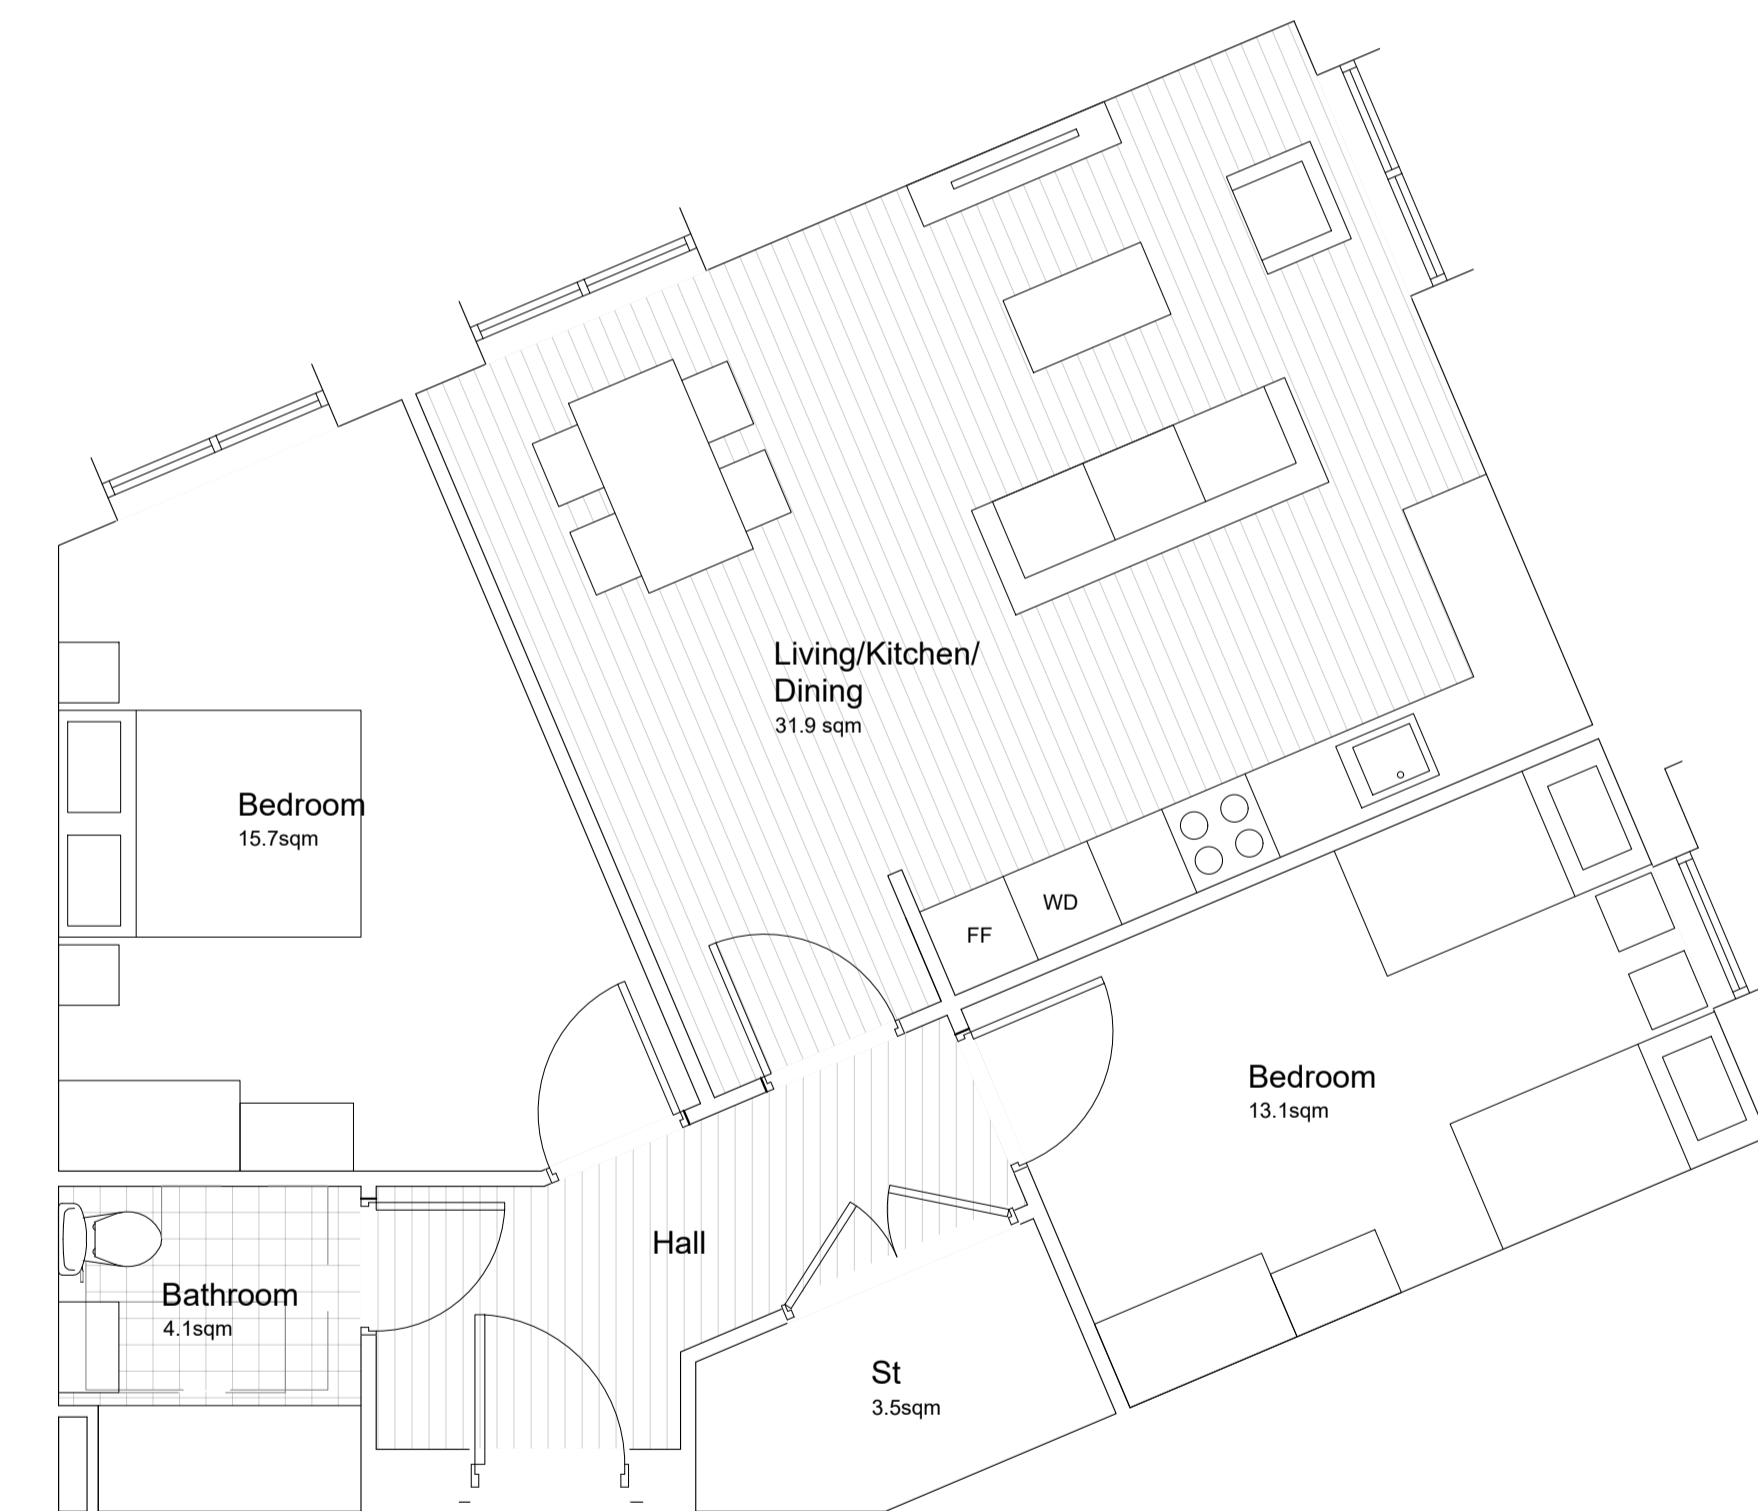 Living/Kitchen/
Dining
31.9 sqm
Bedroom
15.7sqm
FF
WD
Bedroom
13.1sqm
Hall
Bathroom
4.1sqm
St
3.5sqm